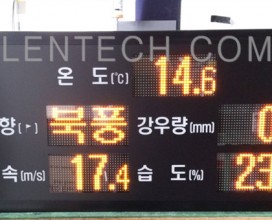 LENTECH.COM
온 도(℃) 14.6
향(▶) 북풍 강우량(mm) 0
속(m/s) 17.4 습 도(%) 23